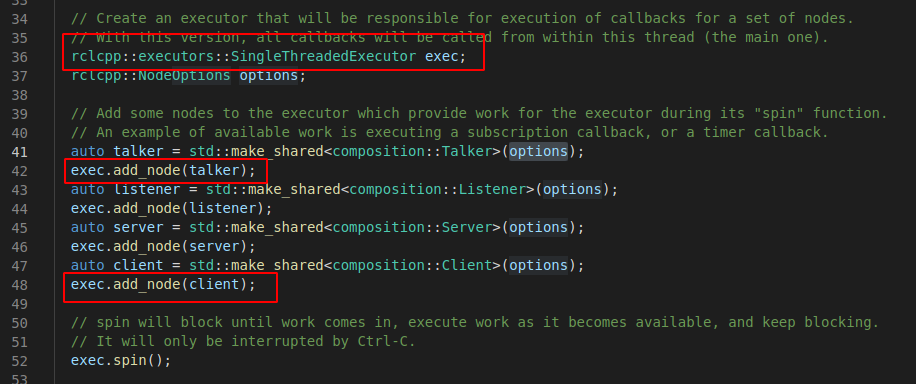 34 // Create an executor that will be responsible for execution of callbacks for a set of nodes.
35 // With this version, all callbacks will be called from within this thread (the main one).
36 rclcpp::executors::SingleThreadedExecutor exec;
37 rclcpp::NodeOptions options;
38
39 // Add some nodes to the executor which provide work for the executor during its "spin" function.
40 // An example of available work is executing a subscription callback, or a timer callback.
41 auto talker = std::make_shared<composition::Talker>(options);
42 exec.add_node(talker);
43 auto listener = std::make_shared<composition::Listener>(options);
44 exec.add_node(listener);
45 auto server = std::make_shared<composition::Server>(options);
46 exec.add_node(server);
47 auto client = std::make_shared<composition::Client>(options);
48 exec.add_node(client);
49
50 // spin will block until work comes in, execute work as it becomes available, and keep blocking.
51 // It will only be interrupted by Ctrl-C.
52 exec.spin();
53